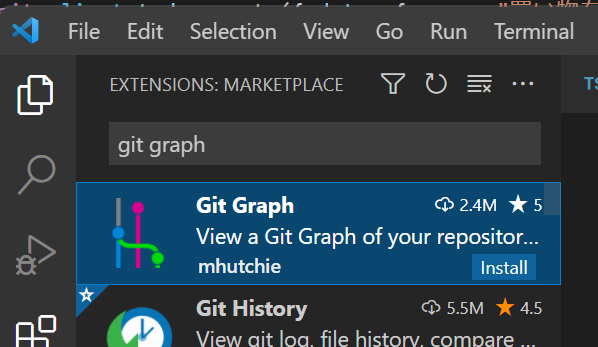 File Edit Selection View Go Run Terminal
EXTENSIONS: MARKETPLACE
TS
git graph
Git Graph 2.4M 5
View a Git Graph of your repositor...
mhutchie Install
Git History 5.5M 4.5
View git log, file history, compare ...